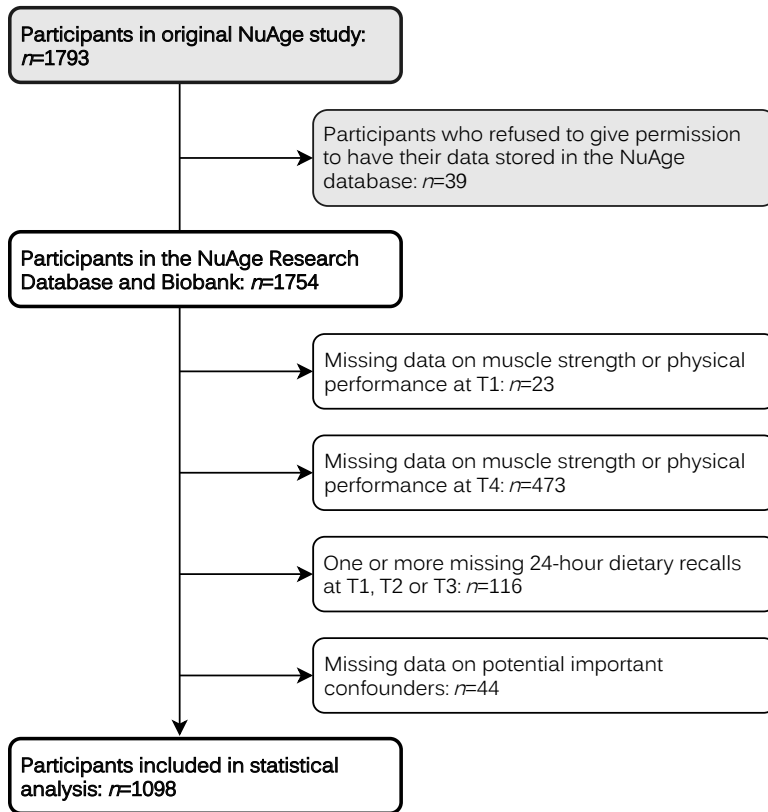 Participants in original NuAge study:
n=1793
Participants who refused to give permission
to have their data stored in the NuAge
database: n=39
Participants in the NuAge Research
Database and Biobank: n=1754
Missing data on muscle strength or physical
performance at T1: n=23
Missing data on muscle strength or physical
performance at T4: n=473
One or more missing 24-hour dietary recalls
at T1, T2 or T3: n=116
Missing data on potential important
confounders: n=44
Participants included in statistical
analysis: n=1098